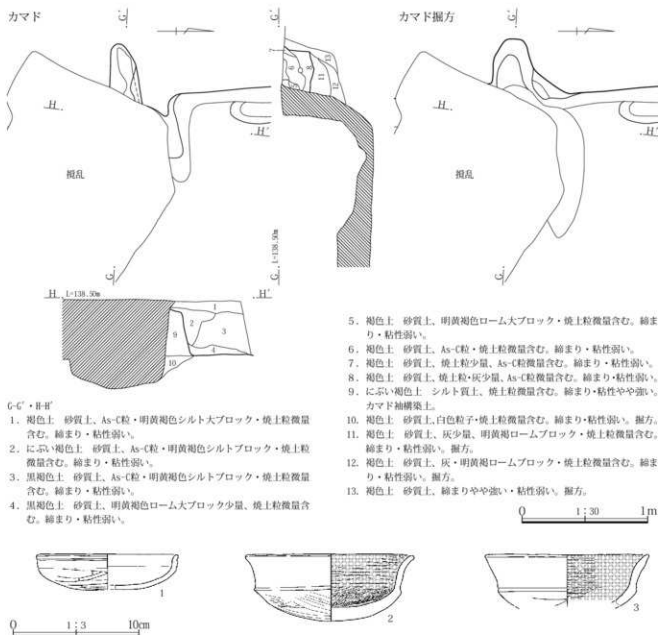 カマド
G G'
H H'
撹乱
7
6
8
11
13
12
L=138.50m
G G'
カマド掘方
G G'
H H'
撹乱
H L=138.50m H'
1
2
3
9
4
10
G-G'・H-H'
1. 褐色土 砂質土、As-C粒・明黄褐色シルト大ブロック・焼土粒微量
含む。締まり・粘性弱い。
2. にぶい褐色土 砂質土、As-C粒・明黄褐色シルトブロック・焼土粒
微量含む。締まり・粘性弱い。
3. 黒褐色土 砂質土、As-C粒・明黄褐色シルトブロック・焼土粒微量
含む。締まり・粘性弱い。
4. 黒褐色土 砂質土、明黄褐色ローム大ブロック少量、焼土粒微量含
む。締まり・粘性弱い。
5. 褐色土 砂質土、明黄褐色ローム大ブロック・焼土粒微量含む。締ま
り・粘性弱い。
6. 褐色土 砂質土、As-C粒・焼土粒微量含む。締まり・粘性弱い。
7. 褐色土 砂質土、焼土粒少量、As-C粒微量含む。締まり・粘性弱い。
8. 褐色土 砂質土、焼土粒・灰少量、As-C粒微量含む。締まり・粘性弱い。
9. にぶい褐色土 シルト質土、焼土粒微量含む。締まり・粘性やや強い。
カマド袖構築土。
10. 褐色土 砂質土、白色粒子・焼土粒微量含む。締まり・粘性弱い。掘方。
11. 褐色土 砂質土、灰少量、明黄褐ロームブロック・焼土粒微量含む。
締まり・粘性弱い。掘方。
12. 褐色土 砂質土、灰・明黄褐ロームブロック・焼土粒微量含む。締ま
り・粘性弱い。掘方。
13. 褐色土 砂質土、締まりやや強い・粘性弱い。掘方。
0 1:30 1m
1
2
3
0 1:3 10cm